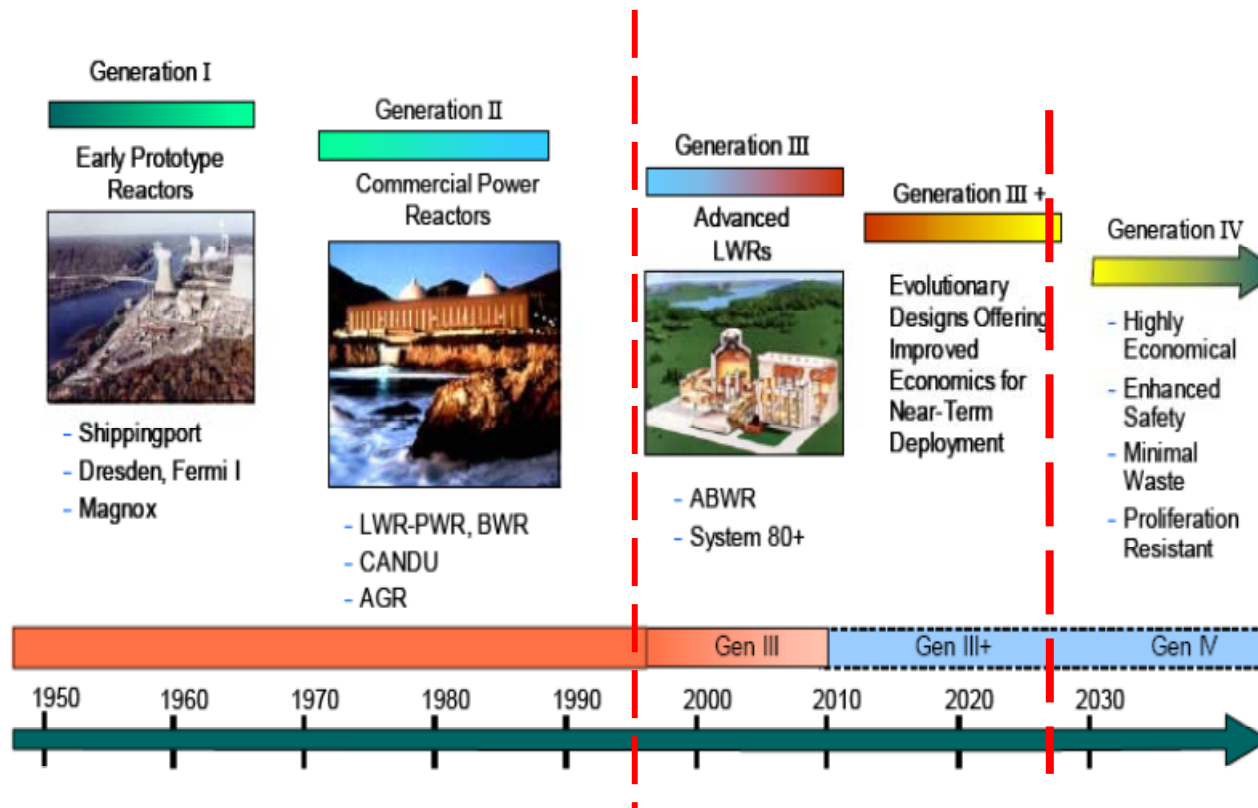 Generation I
Early Prototype
Reactors
- Shippingport
- Dresden, Fermi I
- Magnox
Generation II
Commercial Power
Reactors
- LWR-PWR, BWR
- CANDU
- AGR
Generation III
Advanced
LWRs
- ABWR
- System 80+
Generation III +
Evolutionary
Designs Offering
Improved
Economics for
Near-Term
Deployment
Generation IV
- Highly
Economical
- Enhanced
Safety
- Minimal
Waste
- Proliferation
Resistant
Gen III
Gen III+
Gen IV
1950
1960
1970
1980
1990
2000
2010
2020
2030